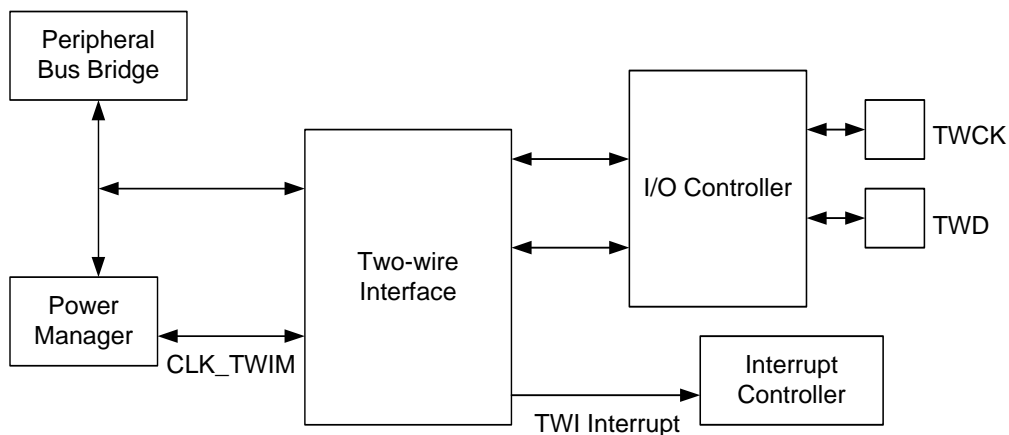 Peripheral
Bus Bridge
TWCK
I/O Controller
TWD
Two-wire
Interface
Power
Manager
CLK_TWIM
Interrupt
Controller
TWI Interrupt